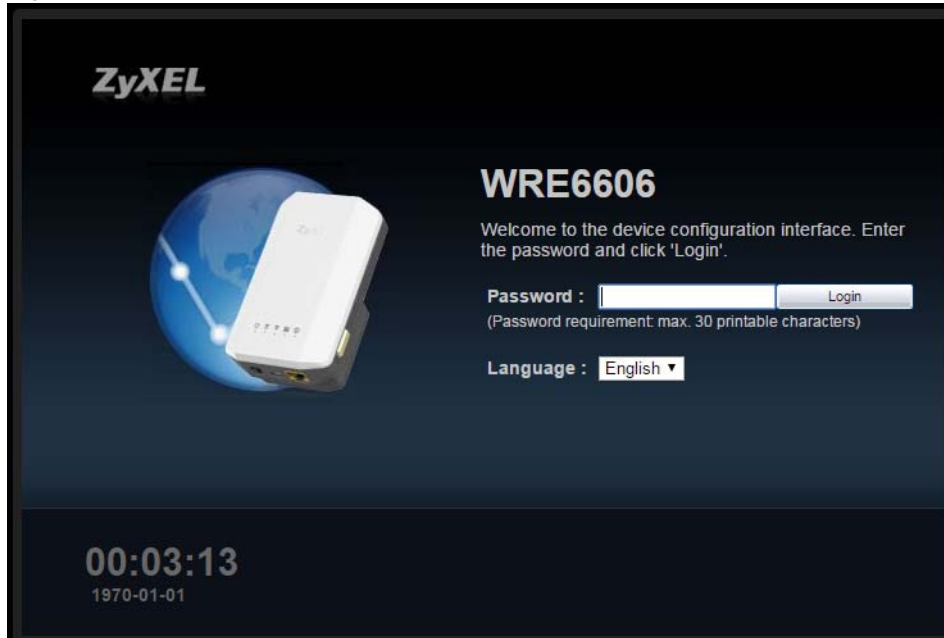 ZyXEL
WRE6606
Welcome to the device configuration interface. Enter
the password and click 'Login'.
Password :
Login
(Password requirement: max. 30 printable characters)
Language :
English
00:03:13
1970-01-01